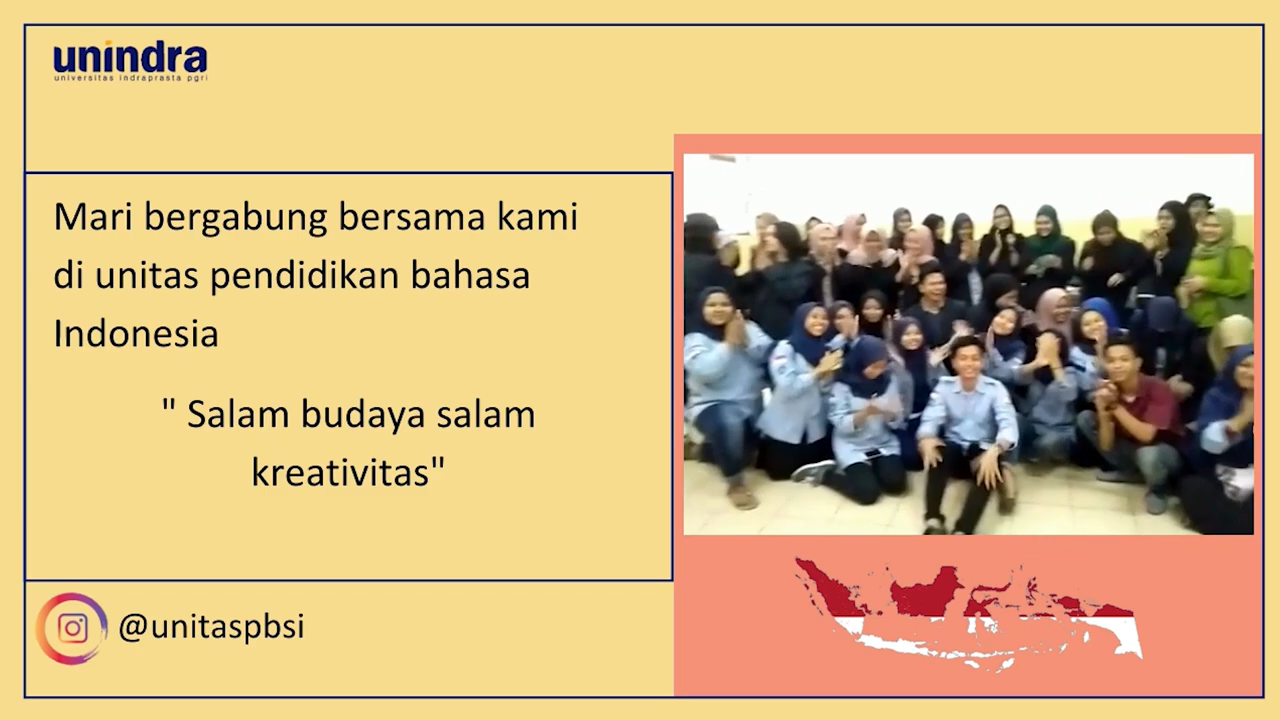 unindra
universitas indraprasta pgri
Mari bergabung bersama kami
di unitas pendidikan bahasa
Indonesia
" Salam budaya salam
kreativitas"
@unitaspbsi